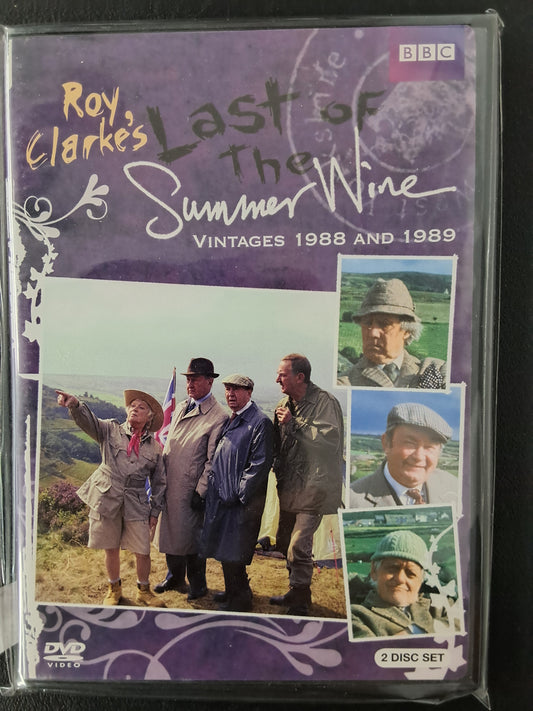 BBC
Roy
Clarke's
Last of
the
Summer Wine
VINTAGES 1988 AND 1989
DVD
VIDEO
2 DISC SET